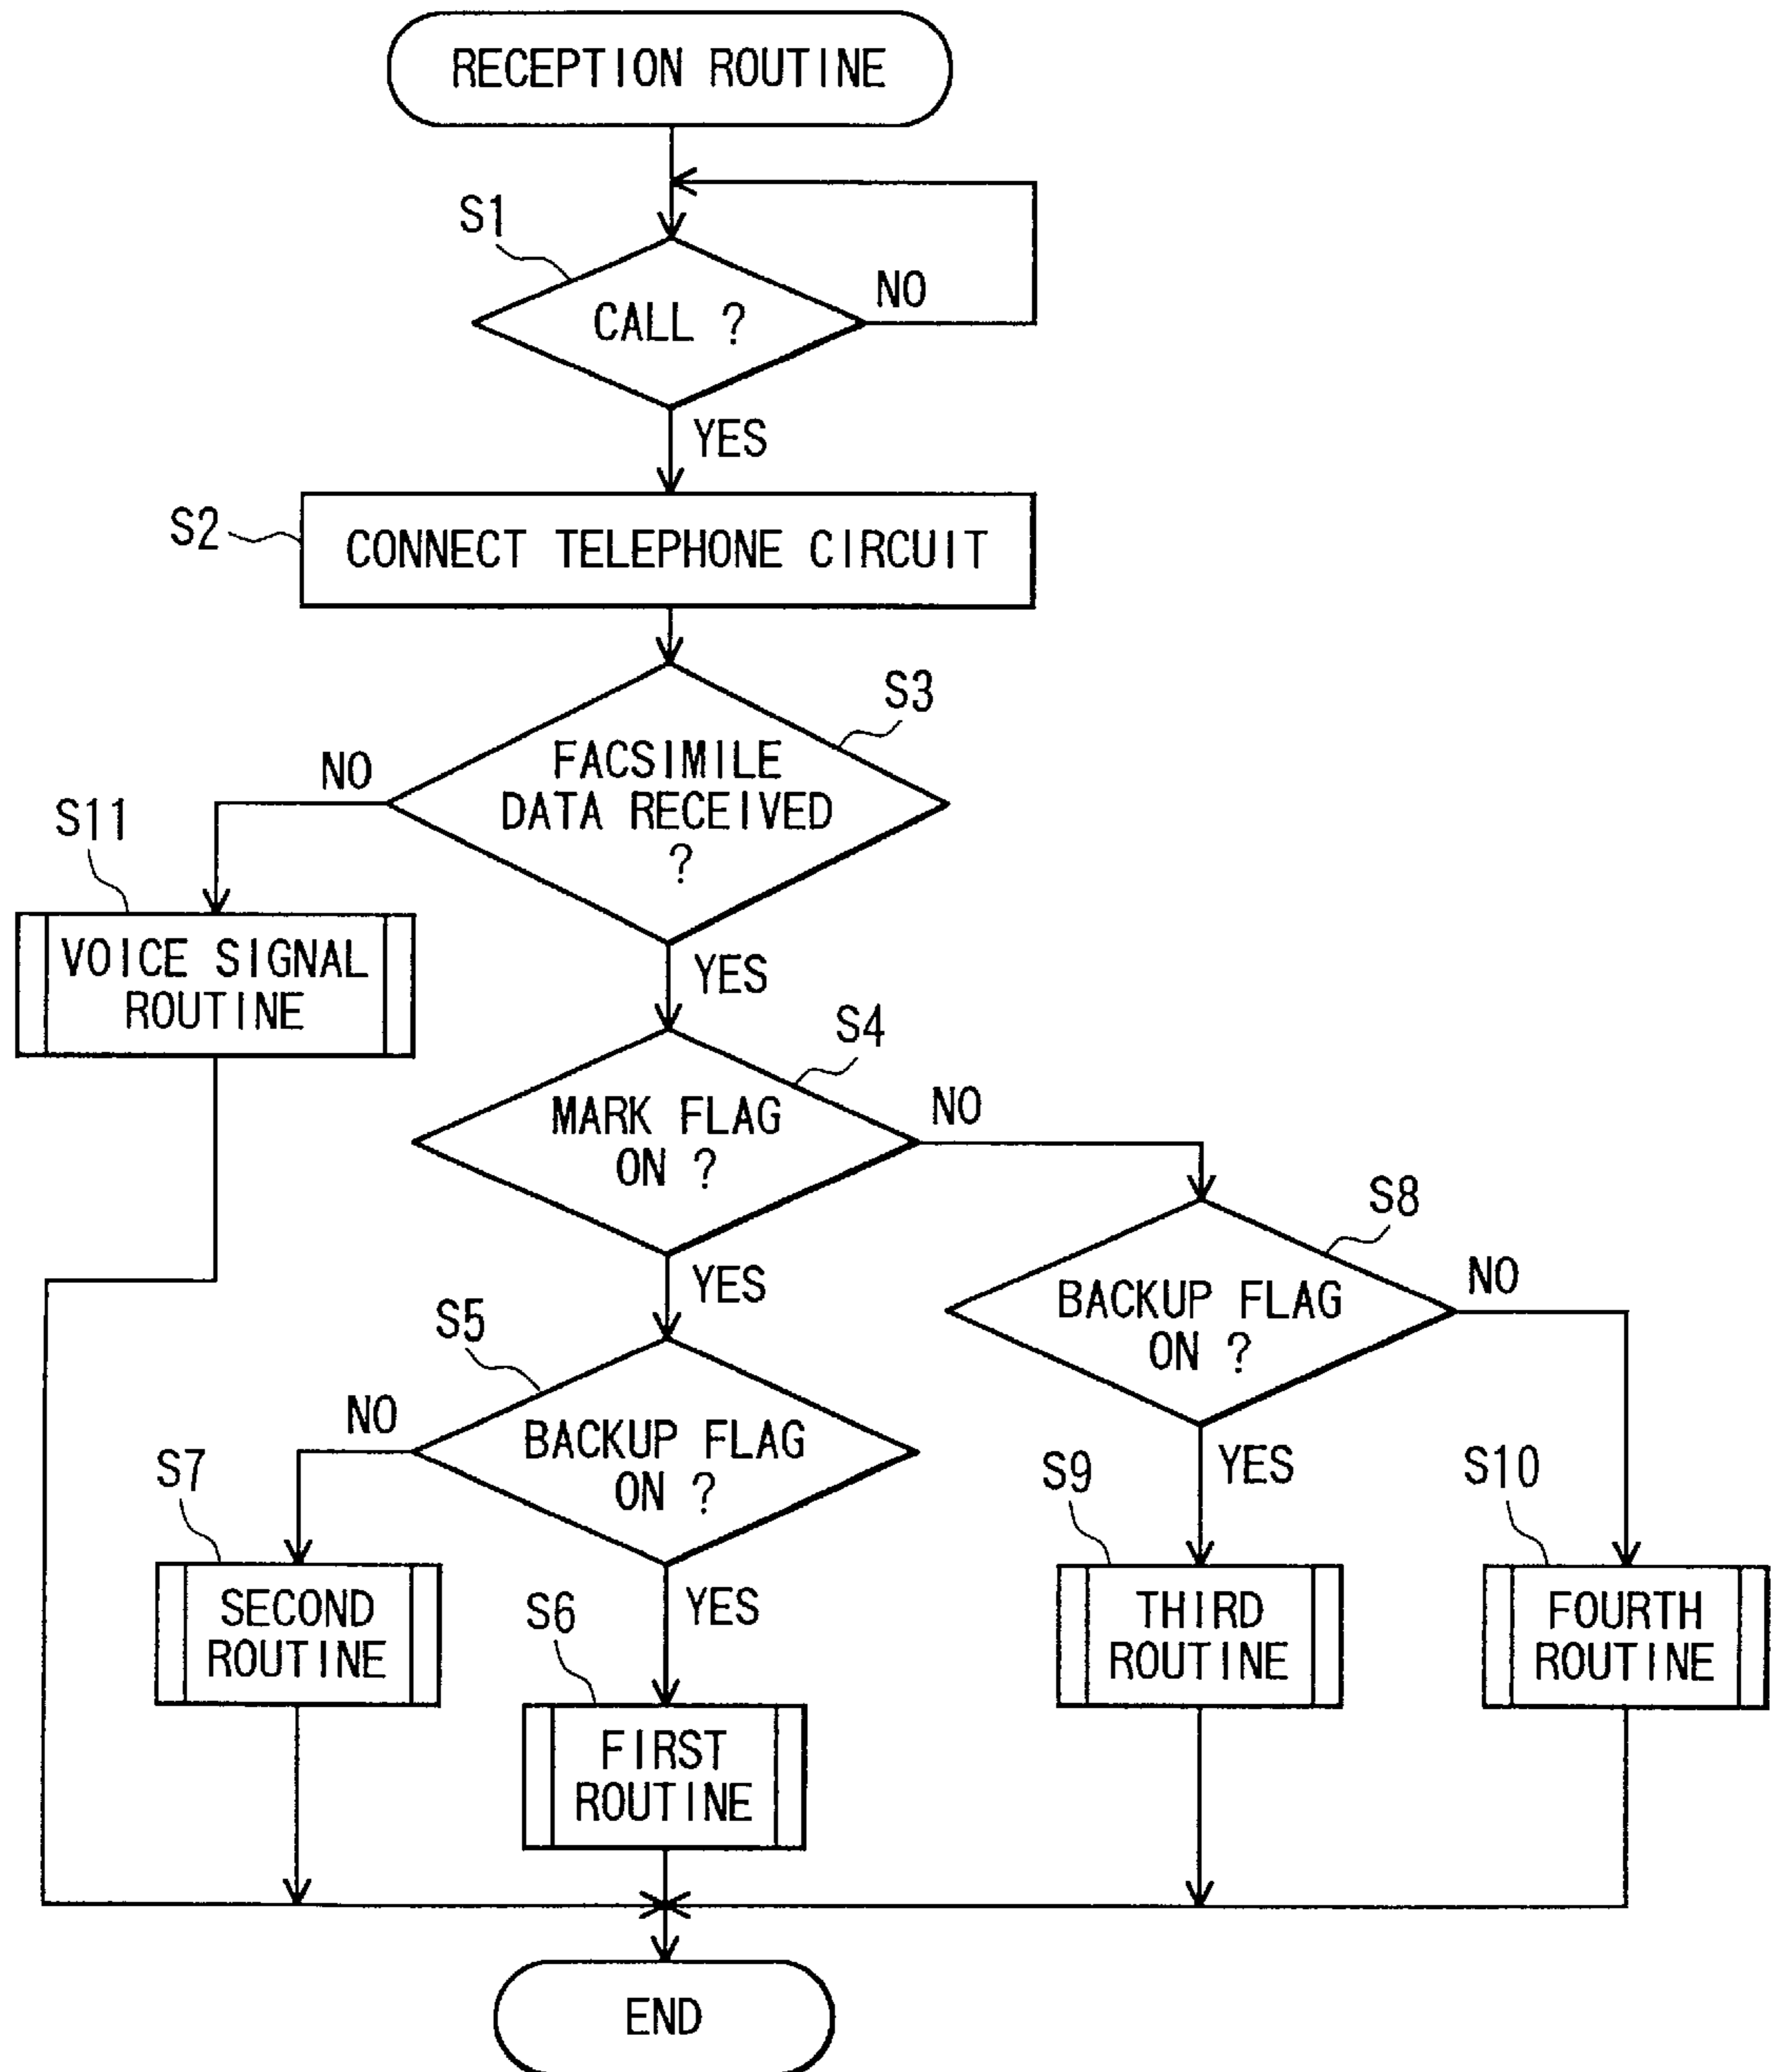 RECEPTION ROUTINE
S1
CALL ?
NO
YES
S2
CONNECT TELEPHONE CIRCUIT
S3
FACSIMILE
DATA RECEIVED
?
NO
YES
S11
VOICE SIGNAL
ROUTINE
S4
MARK FLAG
ON ?
NO
YES
S8
BACKUP FLAG
ON ?
NO
YES
S5
BACKUP FLAG
ON ?
NO
YES
S7
SECOND
ROUTINE
S6
FIRST
ROUTINE
S9
THIRD
ROUTINE
S10
FOURTH
ROUTINE
END